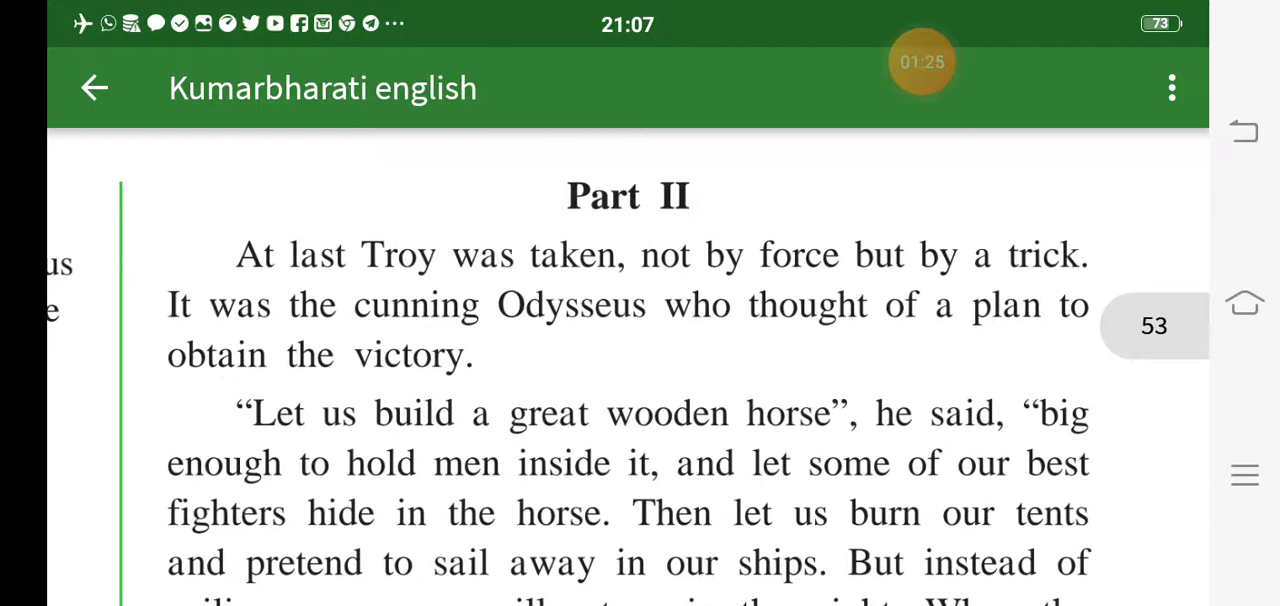 21:07
73
01:25
Kumarbharati english
Part II
us
At last Troy was taken, not by force but by a trick.
e
It was the cunning Odysseus who thought of a plan to
53
obtain the victory.
“Let us build a great wooden horse”, he said, “big
enough to hold men inside it, and let some of our best
fighters hide in the horse. Then let us burn our tents
and pretend to sail away in our ships. But instead of